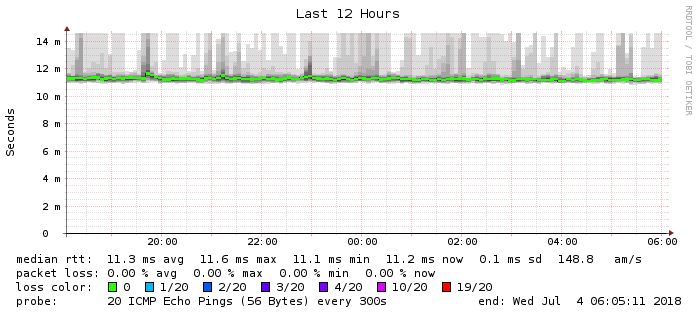 Last 12 Hours
RRDTOOL / TOBI OETIKER
Seconds
14 m
12 m
10 m
8 m
6 m
4 m
2 m
0
20:00 22:00 00:00 02:00 04:00 06:00
median rtt: 11.3 ms avg 11.6 ms max 11.1 ms min 11.2 ms now 0.1 ms sd 148.8 am/s
packet loss: 0.00 % avg 0.00 % max 0.00 % min 0.00 % now
loss color: 0 1/20 2/20 3/20 4/20 10/20 19/20
probe: 20 ICMP Echo Pings (56 Bytes) every 300s end: Wed Jul 4 06:05:11 2018